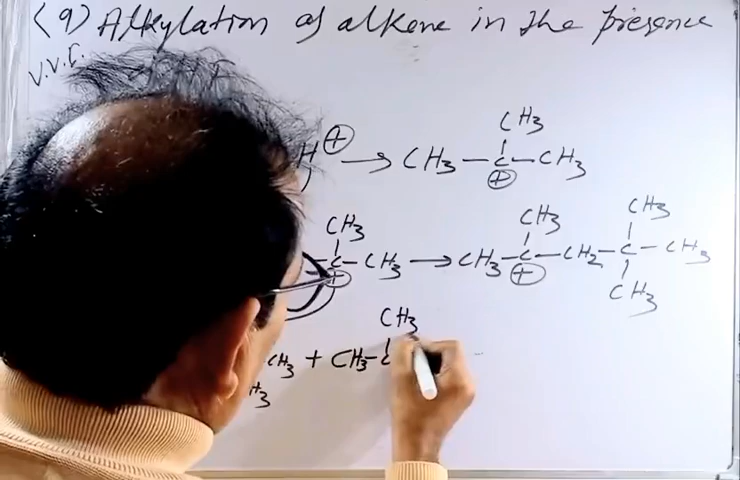 (9) Alkylation of alkene in the presence
V.V.I.
CH3
H ⊕ → CH3 — C — CH3
⊕
CH3 CH3 CH3
— C — CH3 → CH3 — C — CH2 — C — CH3
⊕ ⊕ CH3
CH3
CH3 + CH3 — C
H3